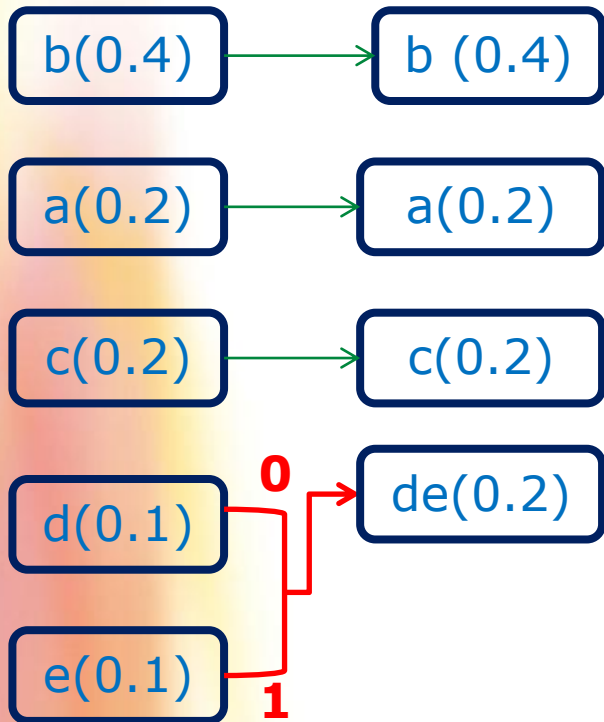 b(0.4)
b (0.4)
a(0.2)
a(0.2)
c(0.2)
c(0.2)
0
de(0.2)
d(0.1)
e(0.1)
1